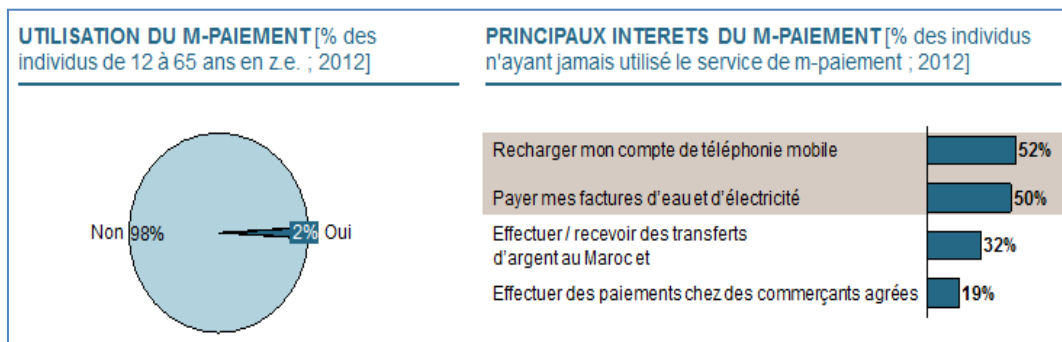 UTILISATION DU M-PAIEMENT [% des
individus de 12 à 65 ans en z.e. ; 2012]
Non 98%
2% Oui
PRINCIPAUX INTERETS DU M-PAIEMENT [% des individus
n'ayant jamais utilisé le service de m-paiement ; 2012]
Recharger mon compte de téléphonie mobile 52%
Payer mes factures d'eau et d'électricité 50%
Effectuer / recevoir des transferts
d'argent au Maroc et 32%
Effectuer des paiements chez des commerçants agrées 19%